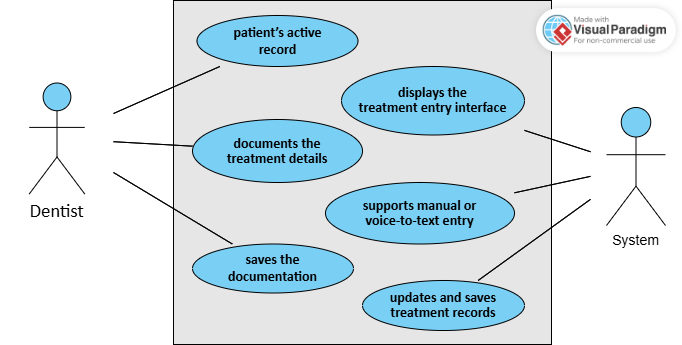 Made with
Visual Paradigm
For non-commercial use
patient's active
record
displays the
treatment entry interface
documents the
treatment details
Dentist
supports manual or
voice-to-text entry
System
saves the
documentation
updates and saves
treatment records